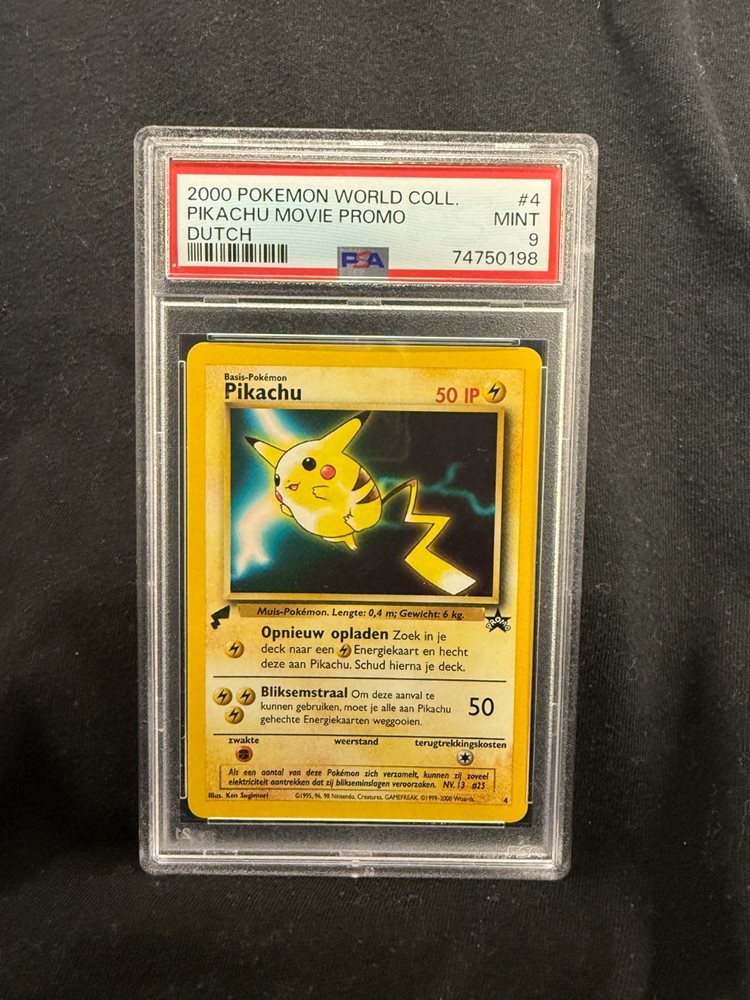 2000 POKEMON WORLD COLL. #4
PIKACHU MOVIE PROMO MINT
DUTCH 9
PSA 74750198
Basis-Pokémon
Pikachu 50 IP
Muis-Pokémon. Lengte: 0,4 m; Gewicht: 6 kg.
PROMO
Opnieuw opladen Zoek in je
deck naar een Energiekaart en hecht
deze aan Pikachu. Schud hierna je deck.
Bliksemstraal Om deze aanval te
kunnen gebruiken, moet je alle aan Pikachu
gehechte Energiekaarten weggooien.
50
zwakte weerstand terugtrekkingskosten
Als een aantal van deze Pokémon zich verzamelt, kunnen zij zoveel
elektriciteit aantrekken dat zij blikseminslagen veroorzaken. NV. 13 #25
Illus. Ken Sugimori ©1995, 96, 98 Nintendo, Creatures, GAMEFREAK. ©1999-2000 Wizards. 4